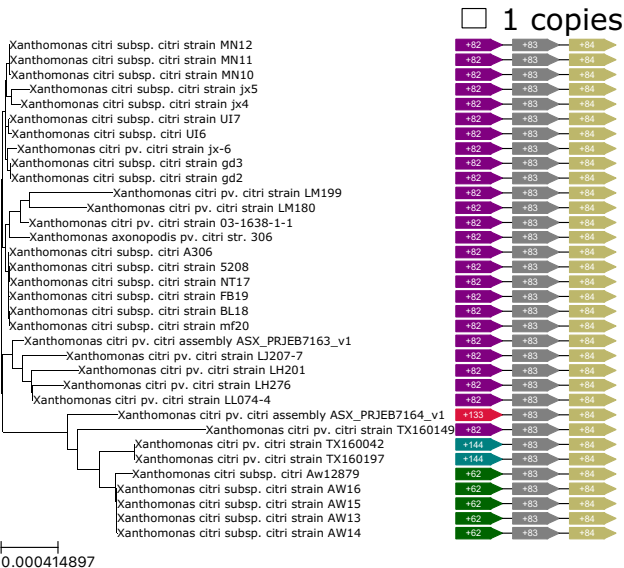 1 copies
Xanthomonas citri subsp. citri strain MN12 +82 +83 +84
Xanthomonas citri subsp. citri strain MN11 +82 +83 +84
Xanthomonas citri subsp. citri strain MN10 +82 +83 +84
Xanthomonas citri subsp. citri strain jx5 +82 +83 +84
Xanthomonas citri subsp. citri strain jx4 +82 +83 +84
Xanthomonas citri subsp. citri strain UI7 +82 +83 +84
Xanthomonas citri subsp. citri UI6 +82 +83 +84
Xanthomonas citri pv. citri strain jx-6 +82 +83 +84
Xanthomonas citri subsp. citri strain gd3 +82 +83 +84
Xanthomonas citri subsp. citri strain gd2 +82 +83 +84
Xanthomonas citri pv. citri strain LM199 +82 +83 +84
Xanthomonas citri pv. citri strain LM180 +82 +83 +84
Xanthomonas citri pv. citri strain 03-1638-1-1 +82 +83 +84
Xanthomonas axonopodis pv. citri str. 306 +82 +83 +84
Xanthomonas citri subsp. citri A306 +82 +83 +84
Xanthomonas citri subsp. citri strain 5208 +82 +83 +84
Xanthomonas citri subsp. citri strain NT17 +82 +83 +84
Xanthomonas citri subsp. citri strain FB19 +82 +83 +84
Xanthomonas citri subsp. citri strain BL18 +82 +83 +84
Xanthomonas citri subsp. citri strain mf20 +82 +83 +84
Xanthomonas citri pv. citri assembly ASX_PRJEB7163_v1 +82 +83 +84
Xanthomonas citri pv. citri strain LJ207-7 +82 +83 +84
Xanthomonas citri pv. citri strain LH201 +82 +83 +84
Xanthomonas citri pv. citri strain LH276 +82 +83 +84
Xanthomonas citri pv. citri strain LL074-4 +82 +83 +84
Xanthomonas citri pv. citri assembly ASX_PRJEB7164_v1 +133 +83 +84
Xanthomonas citri pv. citri strain TX160149 +82 +83 +84
Xanthomonas citri pv. citri strain TX160042 +144 +83 +84
Xanthomonas citri pv. citri strain TX160197 +144 +83 +84
Xanthomonas citri subsp. citri Aw12879 +62 +83 +84
Xanthomonas citri subsp. citri strain AW16 +62 +83 +84
Xanthomonas citri subsp. citri strain AW15 +62 +83 +84
Xanthomonas citri subsp. citri strain AW13 +62 +83 +84
Xanthomonas citri subsp. citri strain AW14 +62 +83 +84
0.000414897